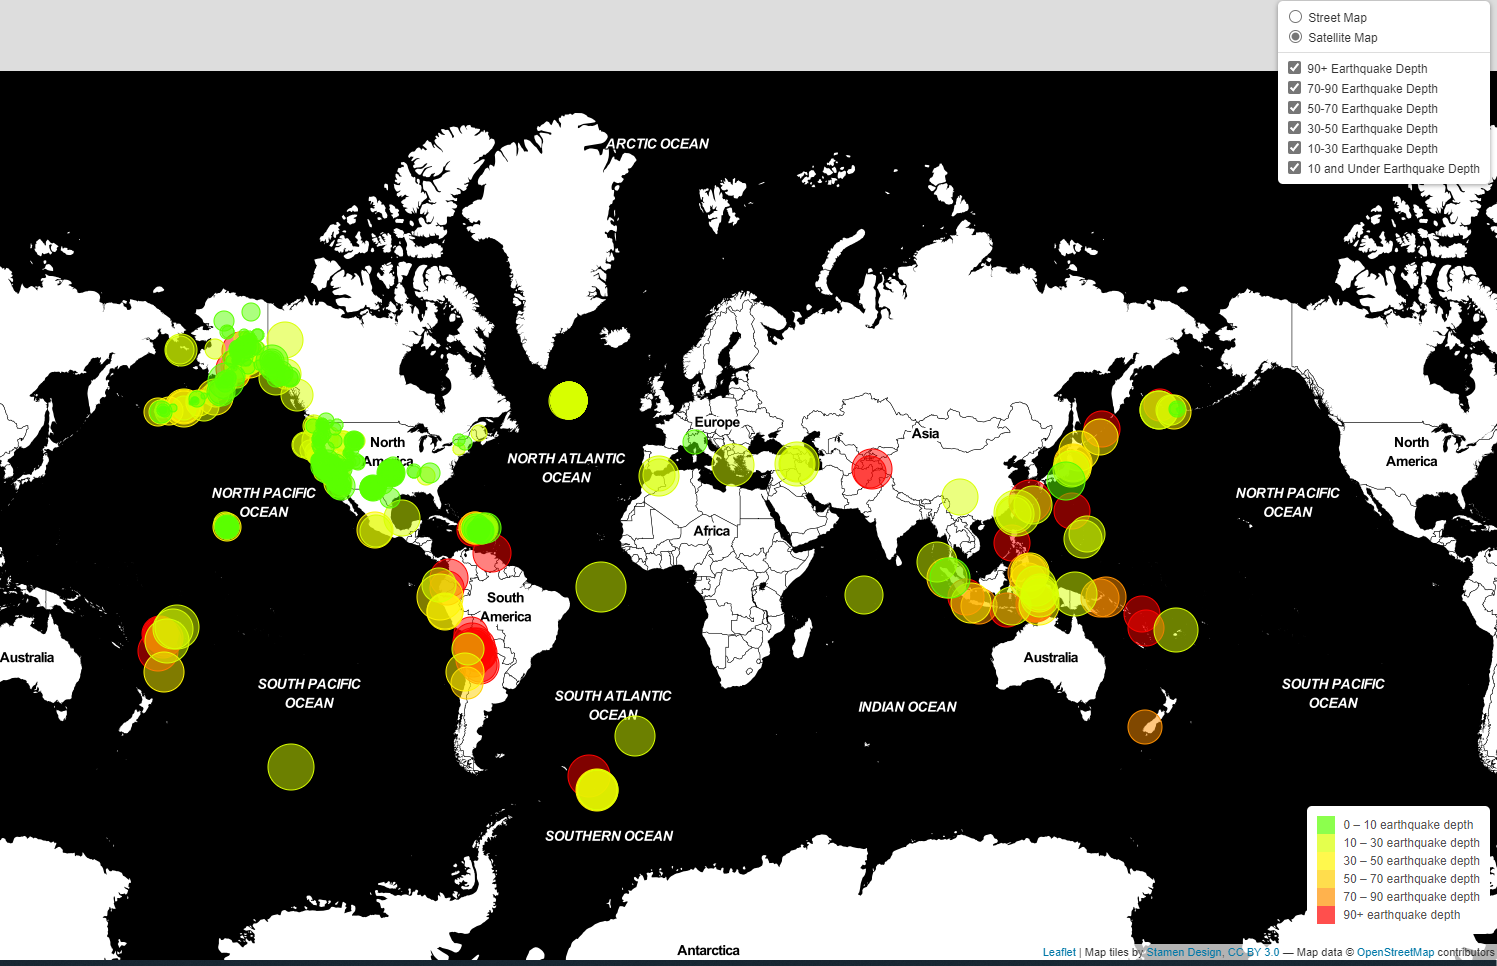 Street Map
Satellite Map
90+ Earthquake Depth
70-90 Earthquake Depth
50-70 Earthquake Depth
30-50 Earthquake Depth
10-30 Earthquake Depth
10 and Under Earthquake Depth
ARCTIC OCEAN
Europe
Asia
North
America
North
America
NORTH ATLANTIC
OCEAN
NORTH PACIFIC
OCEAN
NORTH PACIFIC
OCEAN
Africa
South
America
Australia
Australia
SOUTH PACIFIC
OCEAN
SOUTH ATLANTIC
OCEAN
INDIAN OCEAN
SOUTH PACIFIC
OCEAN
SOUTHERN OCEAN
0 – 10 earthquake depth
10 – 30 earthquake depth
30 – 50 earthquake depth
50 – 70 earthquake depth
70 – 90 earthquake depth
90+ earthquake depth
Antarctica
Leaflet | Map tiles by Stamen Design, CC BY 3.0 — Map data © OpenStreetMap contributors